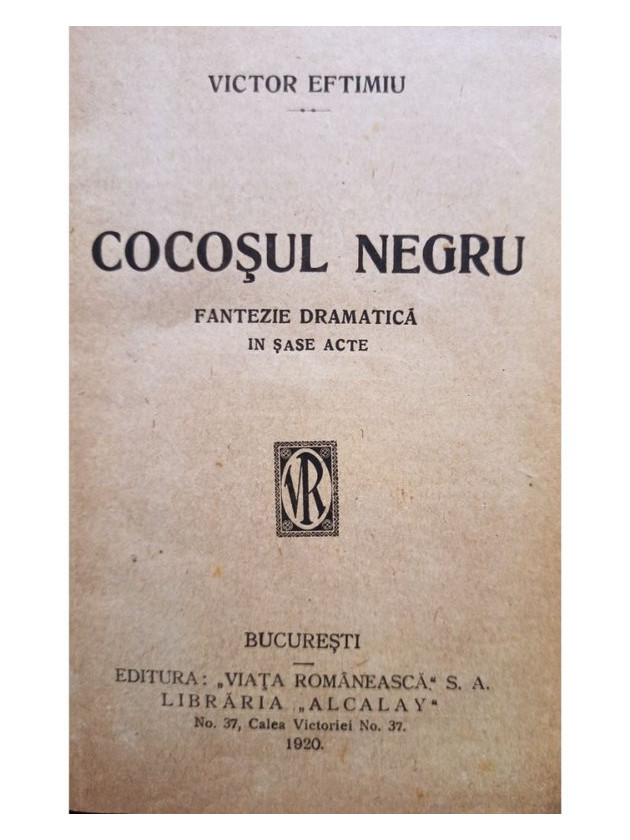 VICTOR EFTIMIU
COCOŞUL NEGRU
FANTEZIE DRAMATICĂ
IN ŞASE ACTE
VR
BUCUREŞTI
EDITURA: „VIAŢA ROMÂNEASCĂ“ S. A.
LIBRĂRIA „ALCALAY“
No. 37, Calea Victoriei No. 37.
1920.